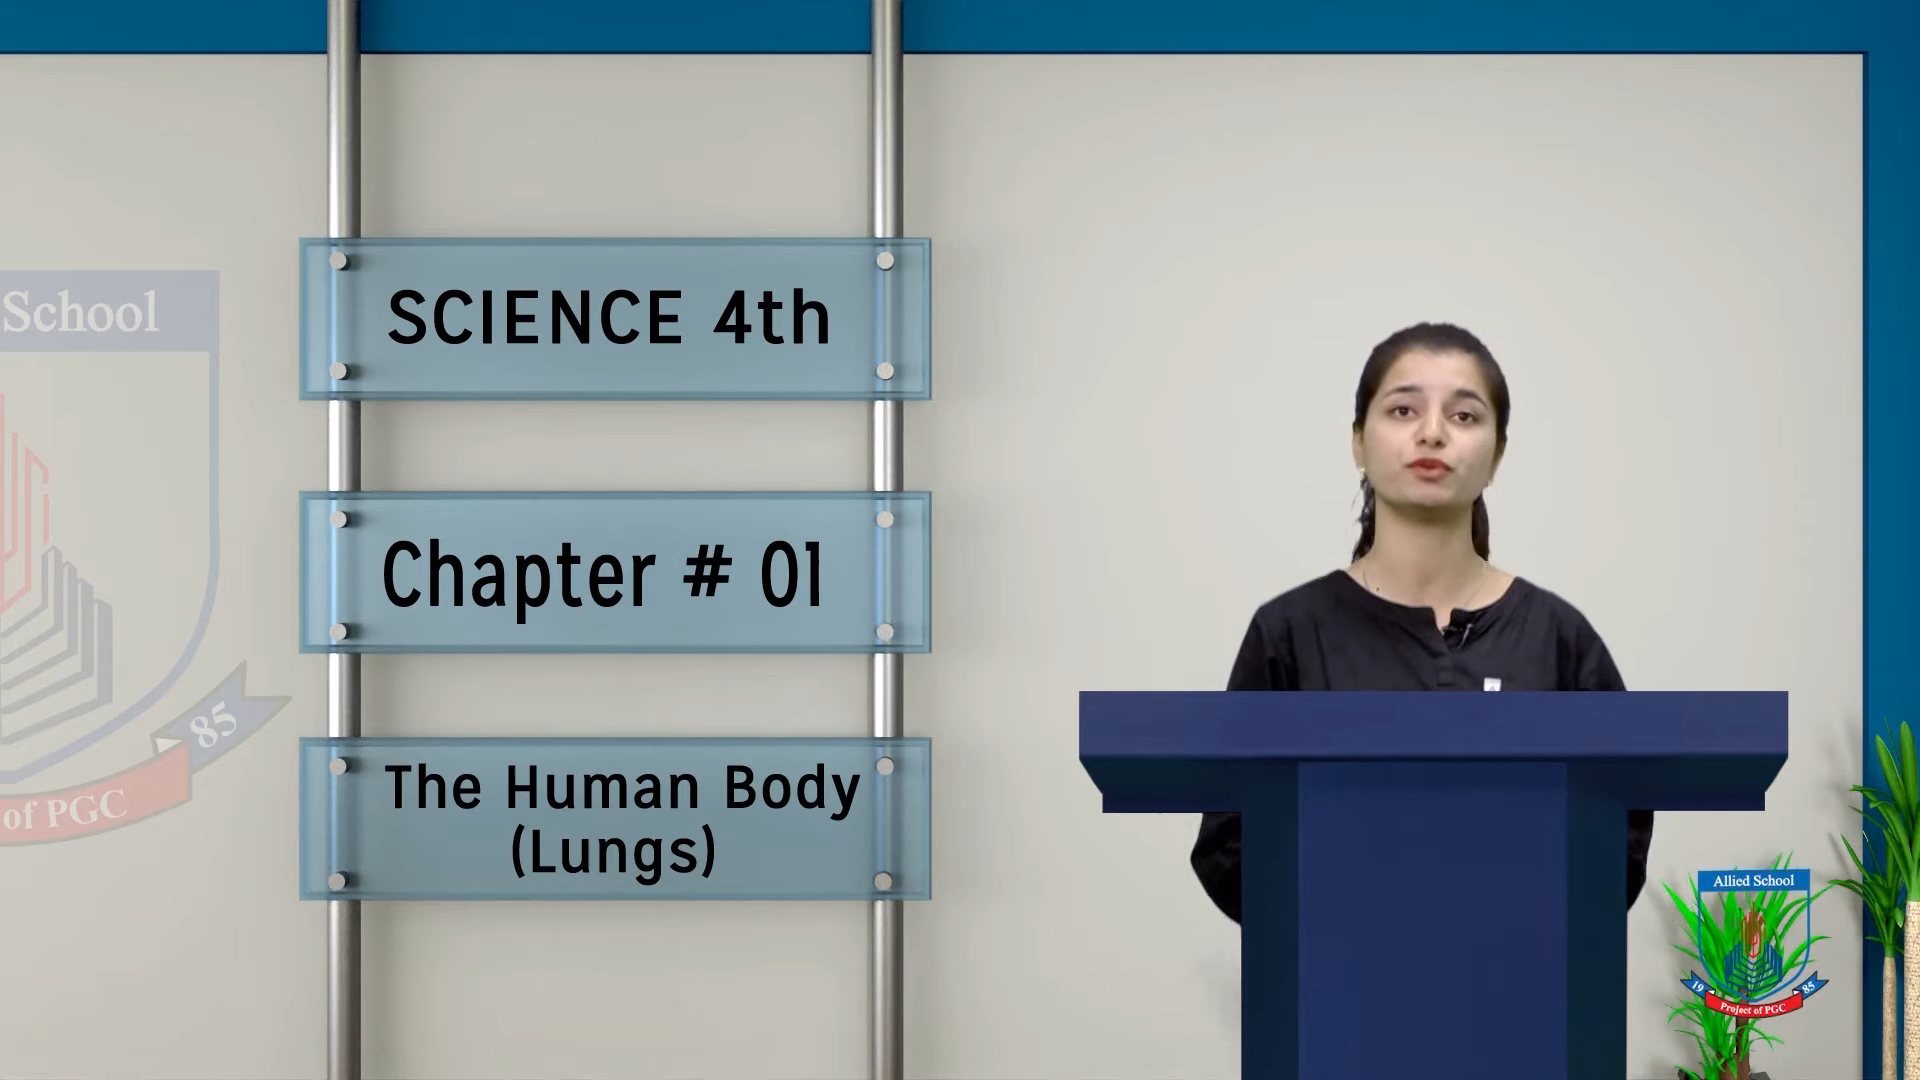 School
85
of PGC
SCIENCE 4th
Chapter # 01
The Human Body
(Lungs)
Allied School
19
85
Project of PGC